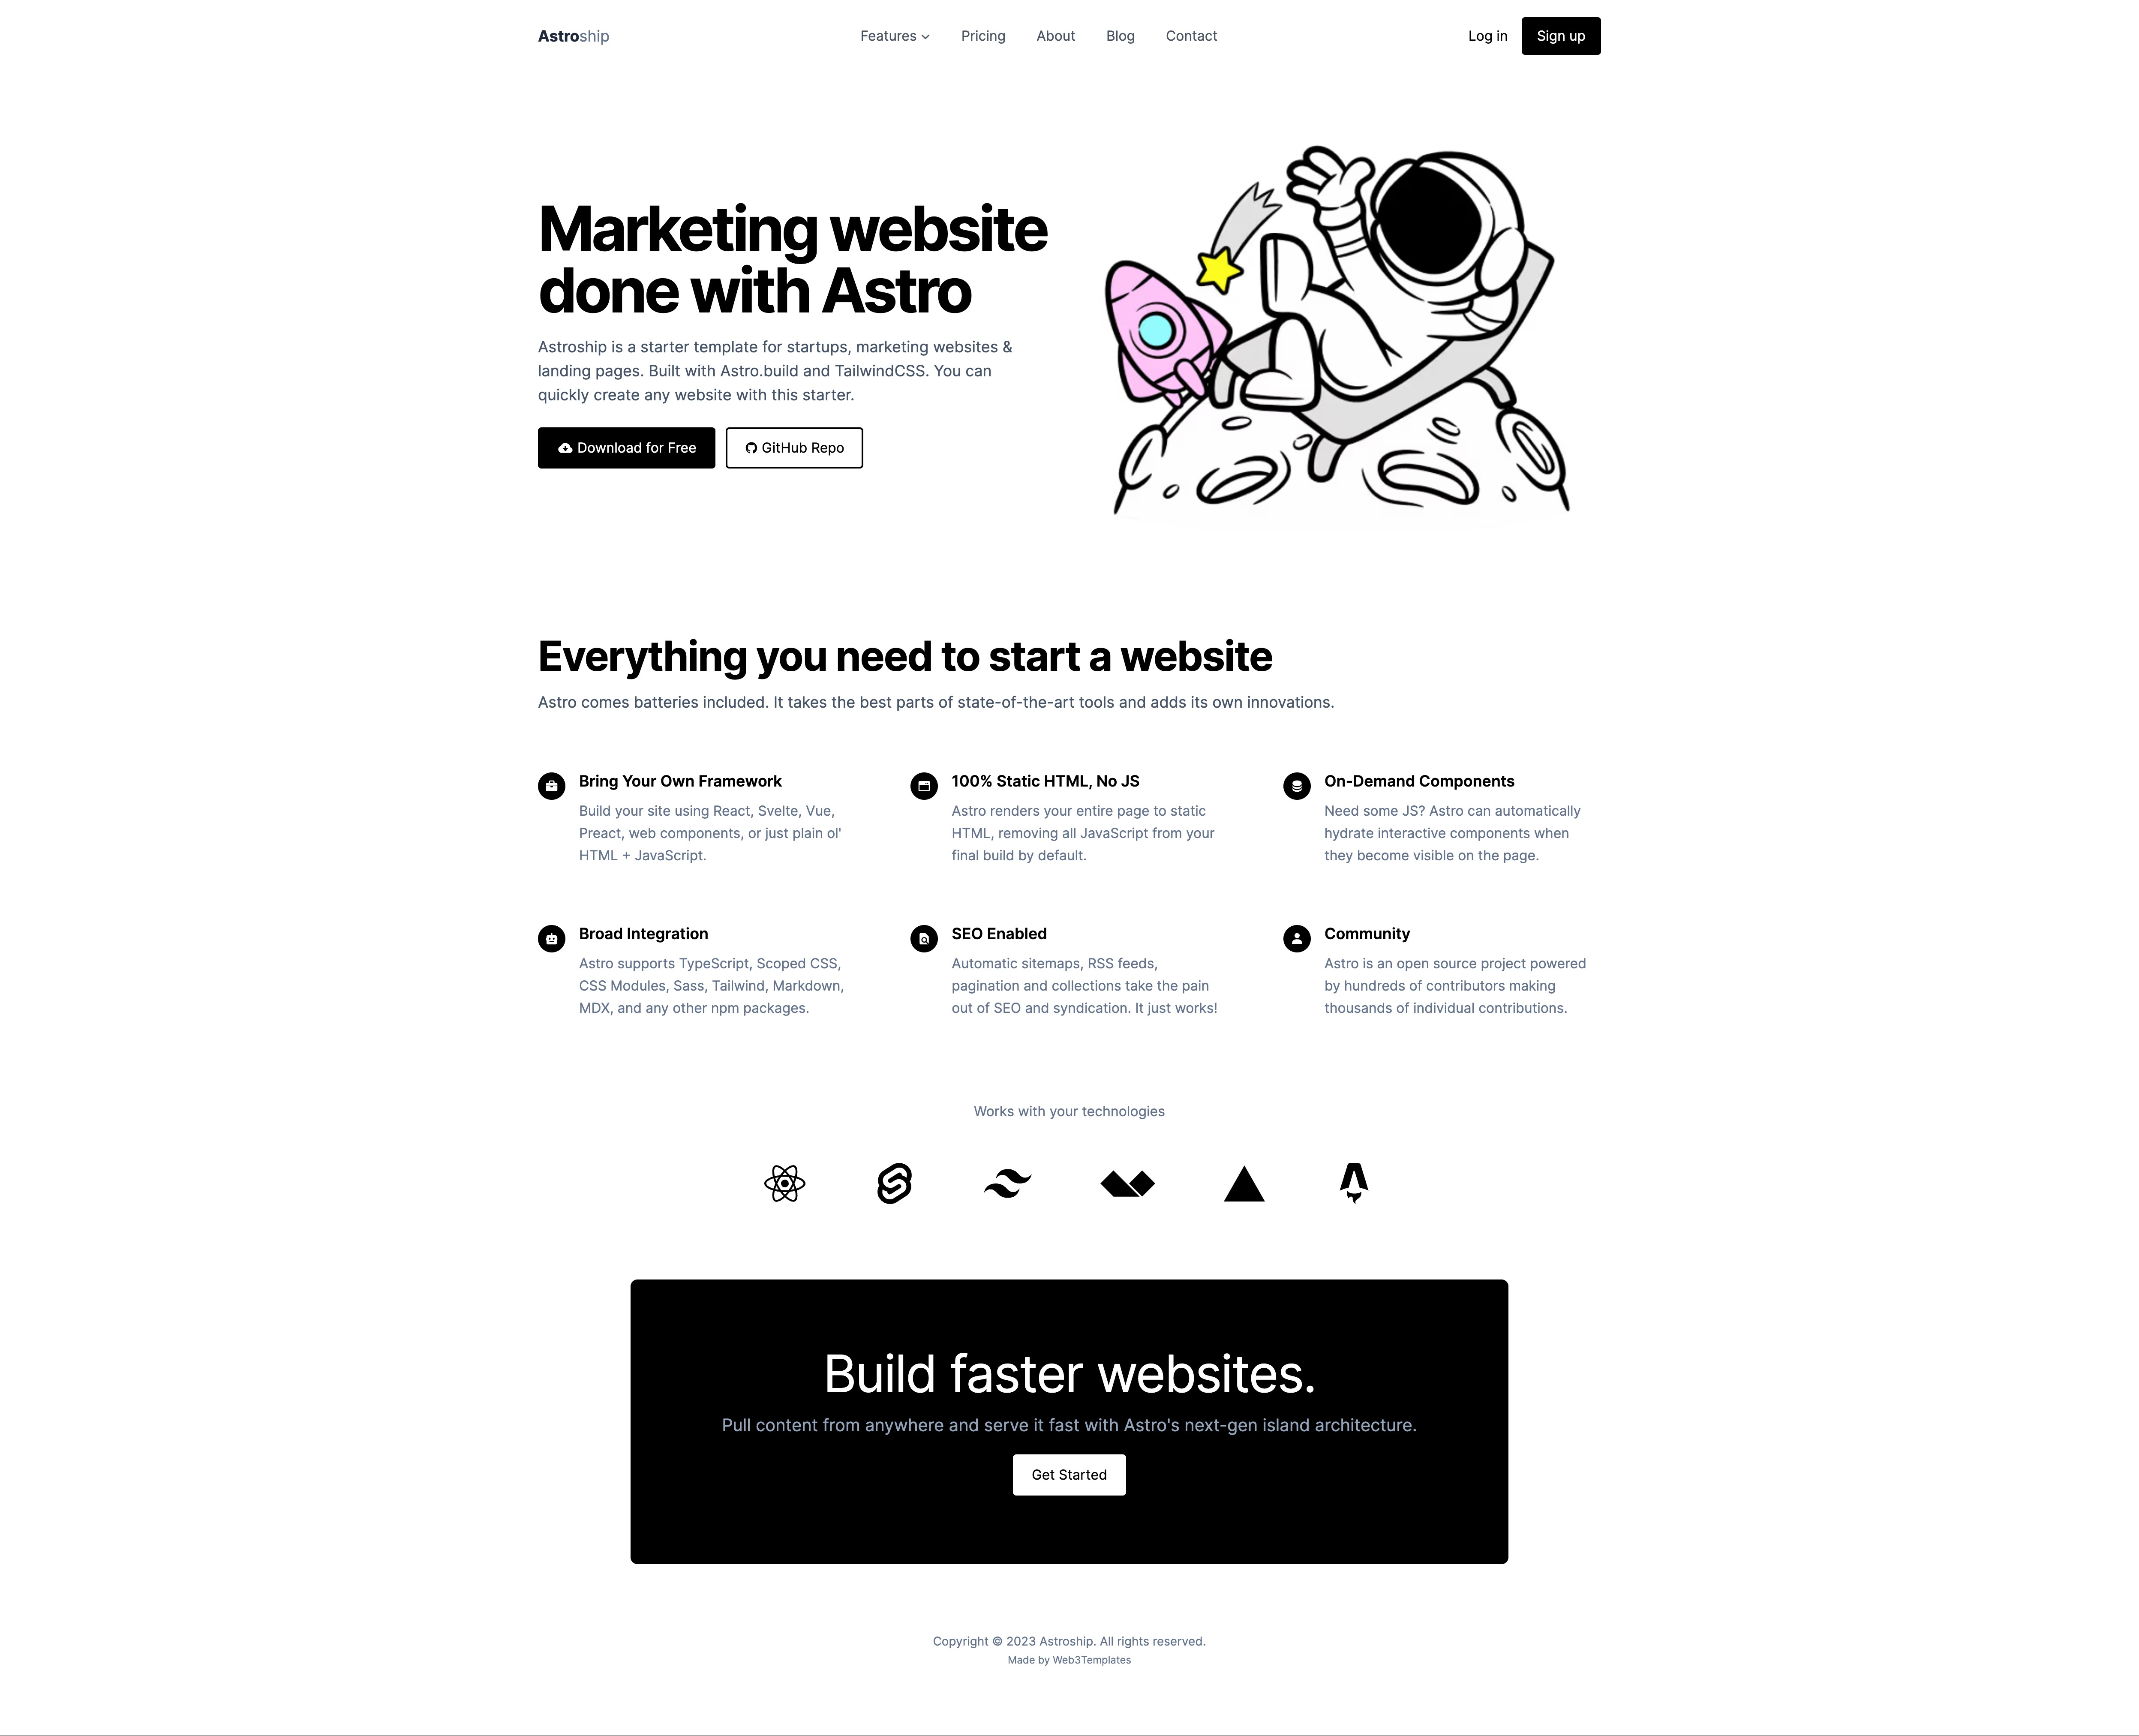 Astroship
Features
Pricing
About
Blog
Contact
Log in
Sign up
Marketing website
done with Astro
Astroship is a starter template for startups, marketing websites &
landing pages. Built with Astro.build and TailwindCSS. You can
quickly create any website with this starter.
Download for Free
GitHub Repo
Everything you need to start a website
Astro comes batteries included. It takes the best parts of state-of-the-art tools and adds its own innovations.
Bring Your Own Framework
Build your site using React, Svelte, Vue,
Preact, web components, or just plain ol'
HTML + JavaScript.
100% Static HTML, No JS
Astro renders your entire page to static
HTML, removing all JavaScript from your
final build by default.
On-Demand Components
Need some JS? Astro can automatically
hydrate interactive components when
they become visible on the page.
Broad Integration
Astro supports TypeScript, Scoped CSS,
CSS Modules, Sass, Tailwind, Markdown,
MDX, and any other npm packages.
SEO Enabled
Automatic sitemaps, RSS feeds,
pagination and collections take the pain
out of SEO and syndication. It just works!
Community
Astro is an open source project powered
by hundreds of contributors making
thousands of individual contributions.
Works with your technologies
Build faster websites.
Pull content from anywhere and serve it fast with Astro's next-gen island architecture.
Get Started
Copyright © 2023 Astroship. All rights reserved.
Made by Web3Templates